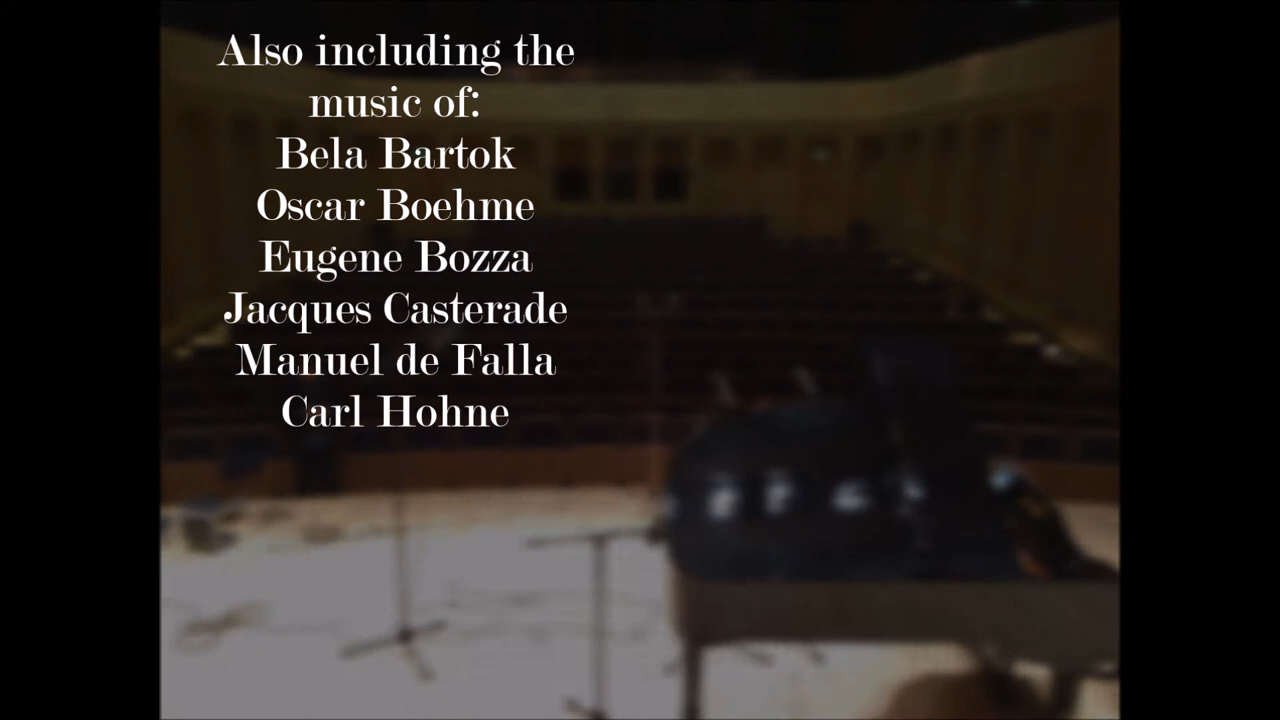 Also including the
music of:
Bela Bartok
Oscar Boehme
Eugene Bozza
Jacques Casterade
Manuel de Falla
Carl Hohne